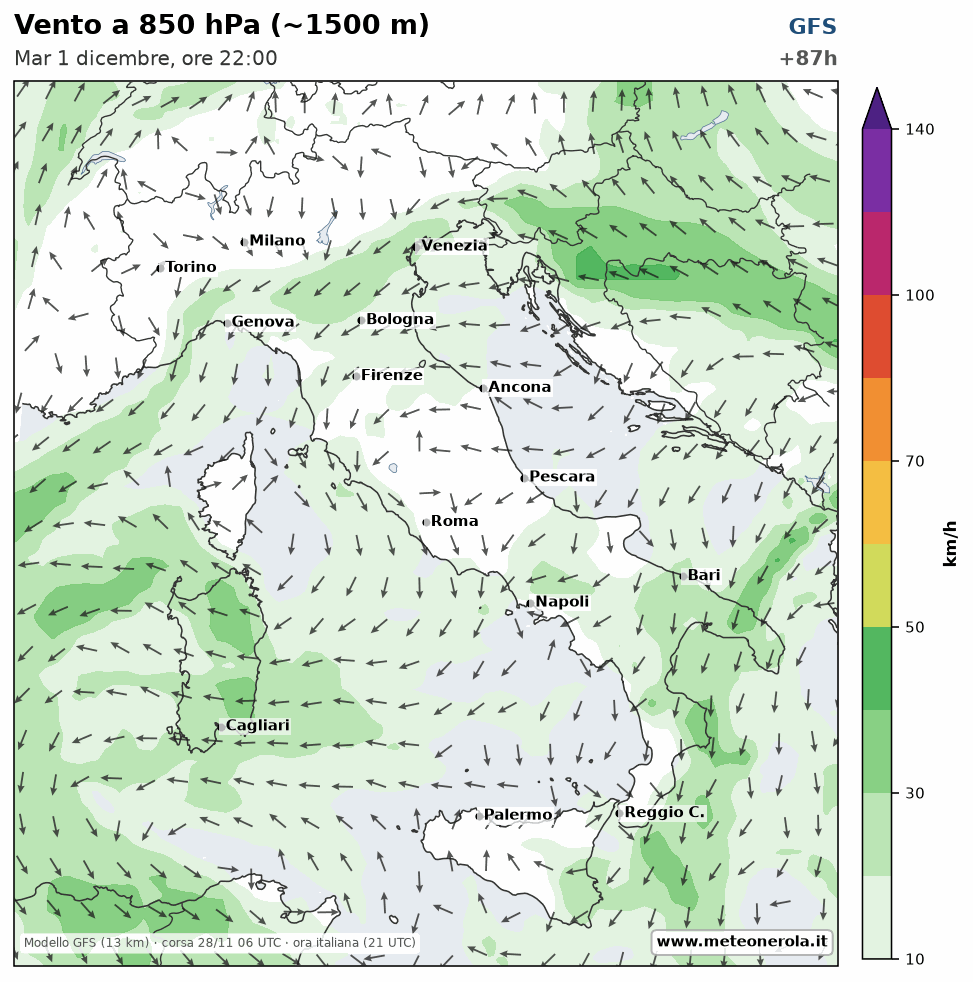 Vento a 850 hPa (~1500 m)
GFS
Mar 1 dicembre, ore 22:00
+87h
Milano
Venezia
Torino
Genova
Bologna
Firenze
Ancona
Pescara
Roma
Bari
Napoli
Cagliari
Palermo
Reggio C.
140
100
70
50
30
10
km/h
Modello GFS (13 km) · corsa 28/11 06 UTC · ora italiana (21 UTC)
www.meteonerola.it